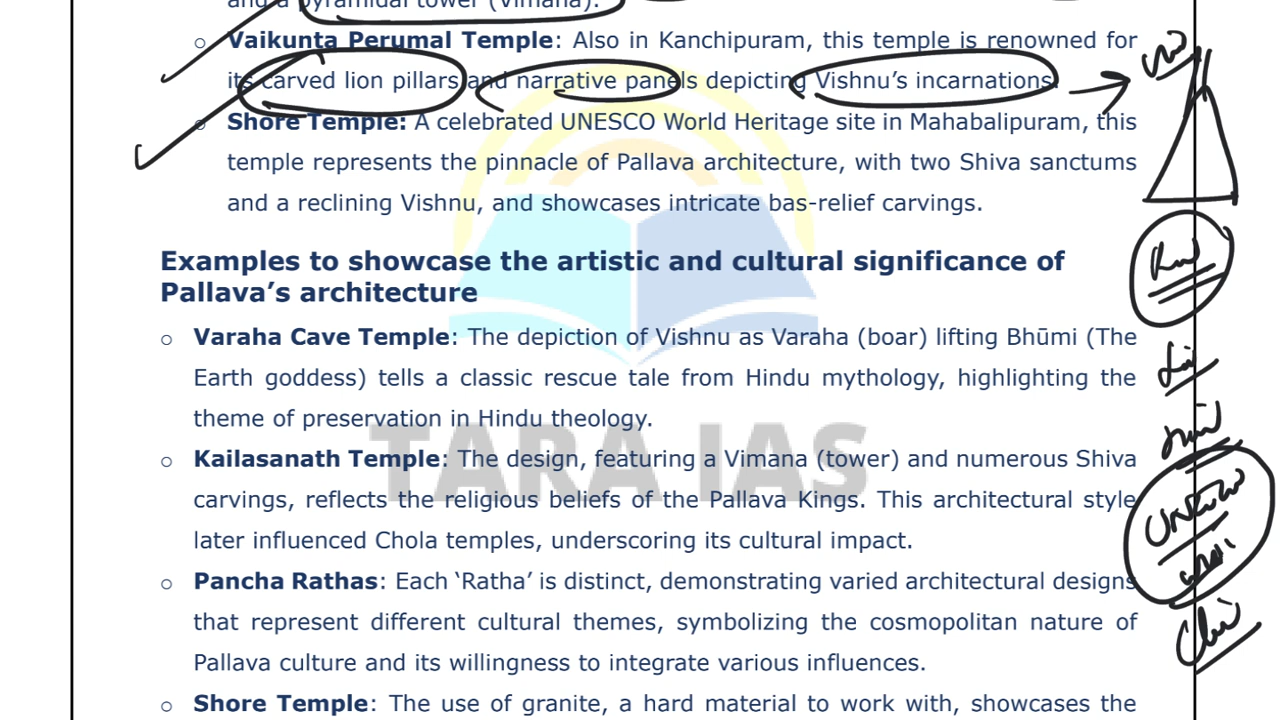 and a pyramidal tower (Vimana).
o Vaikunta Perumal Temple: Also in Kanchipuram, this temple is renowned for
its carved lion pillars and narrative panels depicting Vishnu's incarnations.
o Shore Temple: A celebrated UNESCO World Heritage site in Mahabalipuram, this
temple represents the pinnacle of Pallava architecture, with two Shiva sanctums
and a reclining Vishnu, and showcases intricate bas-relief carvings.
Examples to showcase the artistic and cultural significance of
Pallava's architecture
o Varaha Cave Temple: The depiction of Vishnu as Varaha (boar) lifting Bhūmi (The
Earth goddess) tells a classic rescue tale from Hindu mythology, highlighting the
theme of preservation in Hindu theology.
TARA IAS
o Kailasanath Temple: The design, featuring a Vimana (tower) and numerous Shiva
carvings, reflects the religious beliefs of the Pallava Kings. This architectural style
later influenced Chola temples, underscoring its cultural impact.
o Pancha Rathas: Each 'Ratha' is distinct, demonstrating varied architectural designs
that represent different cultural themes, symbolizing the cosmopolitan nature of
Pallava culture and its willingness to integrate various influences.
o Shore Temple: The use of granite, a hard material to work with, showcases the